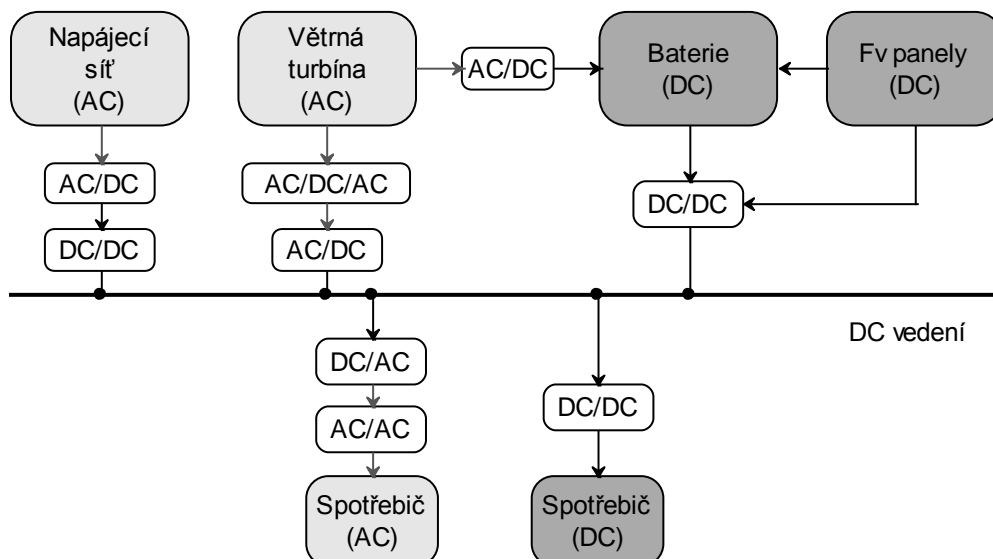 Napájecí
síť
(AC)
Větrná
turbína
(AC)
AC/DC
Baterie
(DC)
Fv panely
(DC)
AC/DC
AC/DC/AC
DC/DC
DC/DC
AC/DC
DC vedení
DC/AC
DC/DC
AC/AC
Spotřebič
(AC)
Spotřebič
(DC)